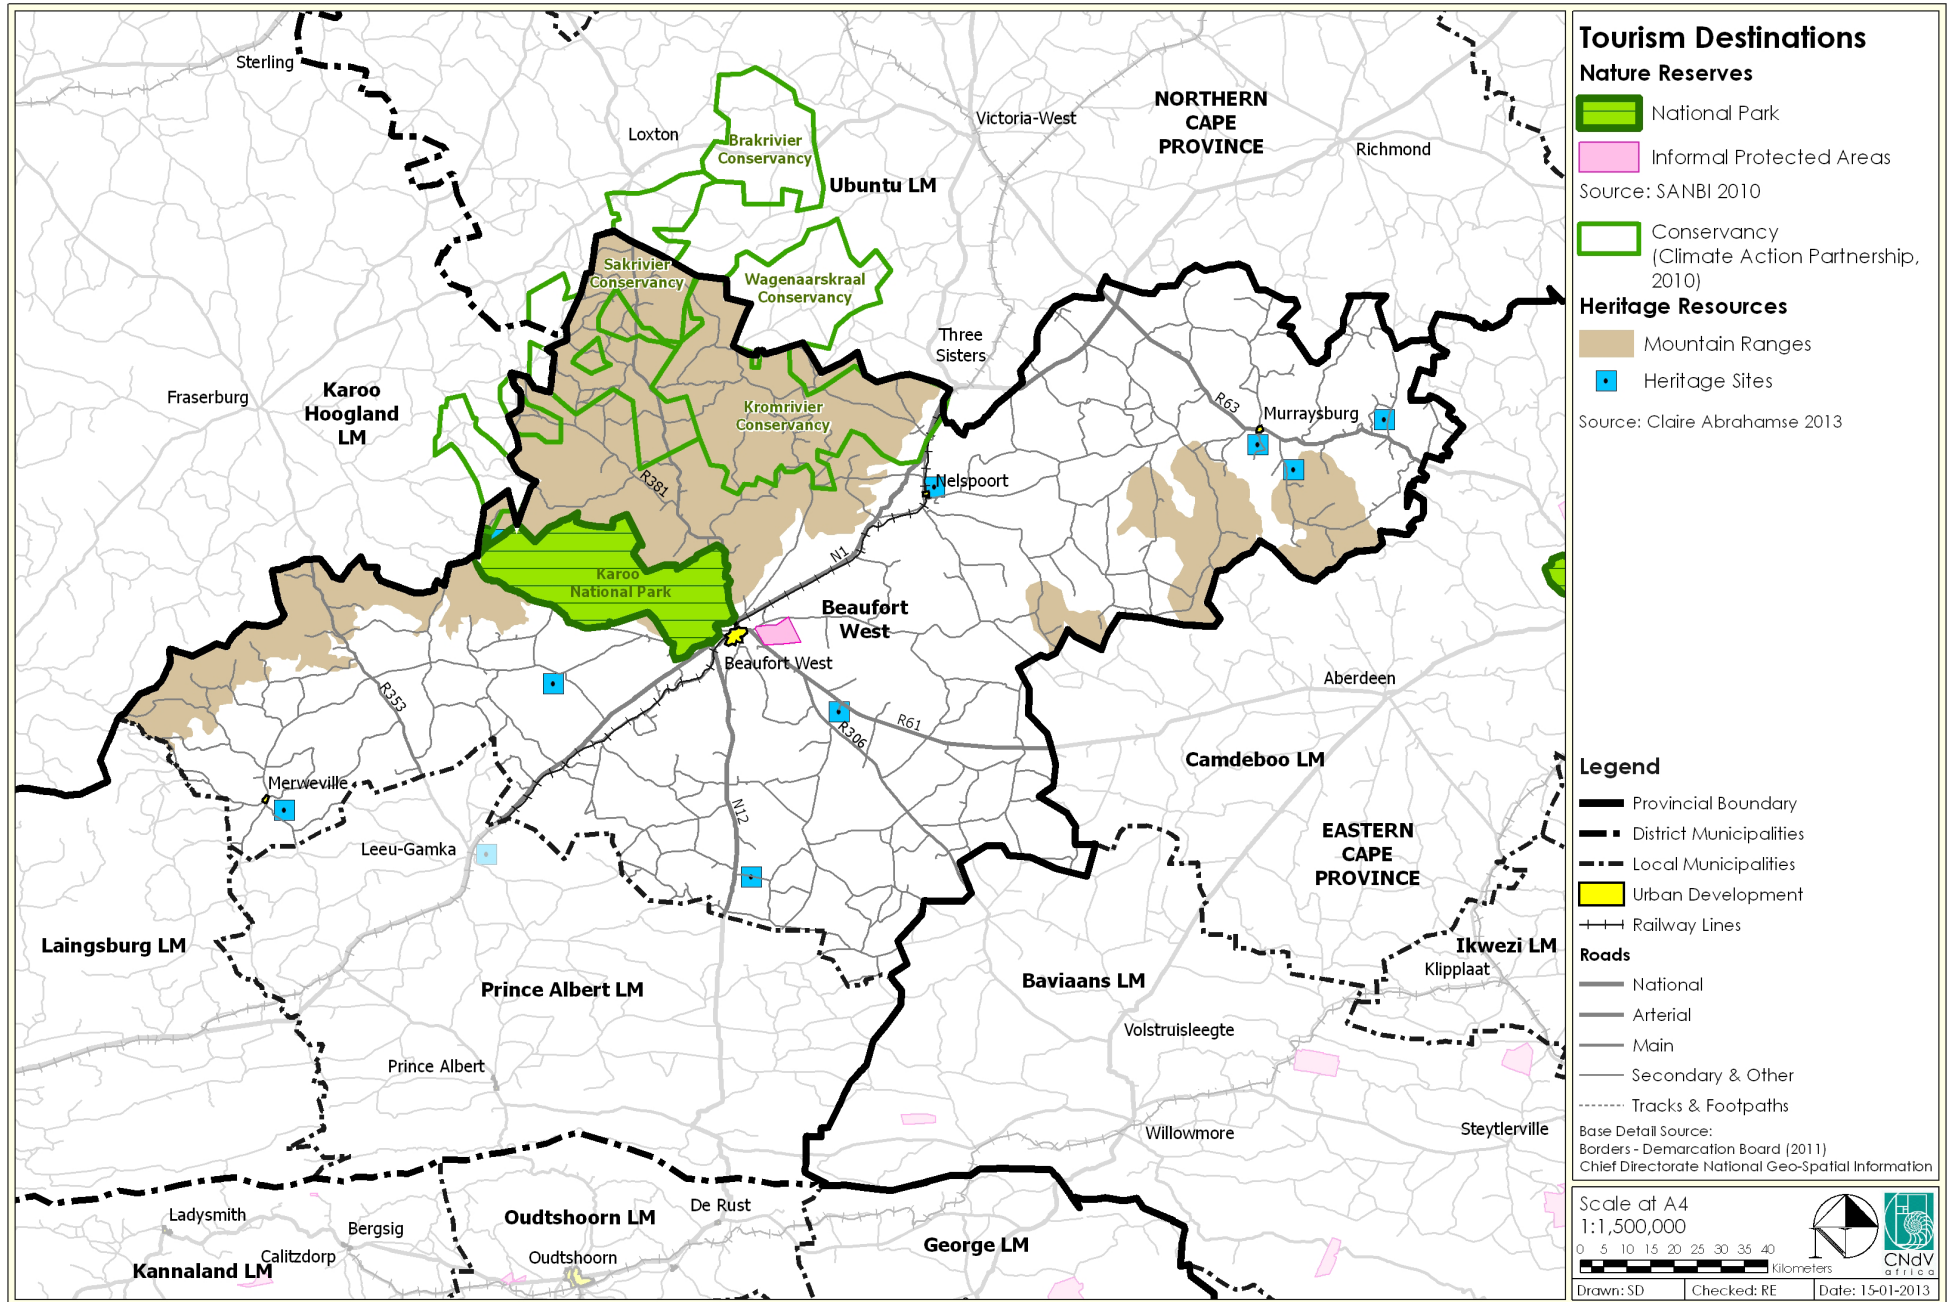 Sterling
Loxton
Brakrivier
Conservancy
Victoria-West
NORTHERN
CAPE
PROVINCE
Richmond
Ubuntu LM
Sakrivier
Conservancy
Wagenaarskraal
Conservancy
Three
Sisters
Fraserburg
Karoo
Hoogland
LM
Kromrivier
Conservancy
R63
Murraysburg
R381
Nelspoort
N1
Karoo
National Park
Beaufort
West
Beaufort West
R353
R61
R306
Aberdeen
Camdeboo LM
Merweville
N12
Leeu-Gamka
EASTERN
CAPE
PROVINCE
Laingsburg LM
Prince Albert LM
Baviaans LM
Ikwezi LM
Klipplaat
Volstruisleegte
Prince Albert
Willowmore
Steytlerville
Ladysmith
Bergsig
Calitzdorp
Kannaland LM
Oudtshoorn LM
Oudtshoorn
De Rust
George LM
Tourism Destinations
Nature Reserves
National Park
Informal Protected Areas
Source: SANBI 2010
Conservancy
(Climate Action Partnership,
2010)
Heritage Resources
Mountain Ranges
Heritage Sites
Source: Claire Abrahamse 2013
Legend
Provincial Boundary
District Municipalities
Local Municipalities
Urban Development
Railway Lines
Roads
National
Arterial
Main
Secondary & Other
Tracks & Footpaths
Base Detail Source:
Borders - Demarcation Board (2011)
Chief Directorate National Geo-Spatial Information
Scale at A4
1:1,500,000
0 5 10 15 20 25 30 35 40
Kilometers
N
CNdV
africa
Drawn: SD
Checked: RE
Date: 15-01-2013